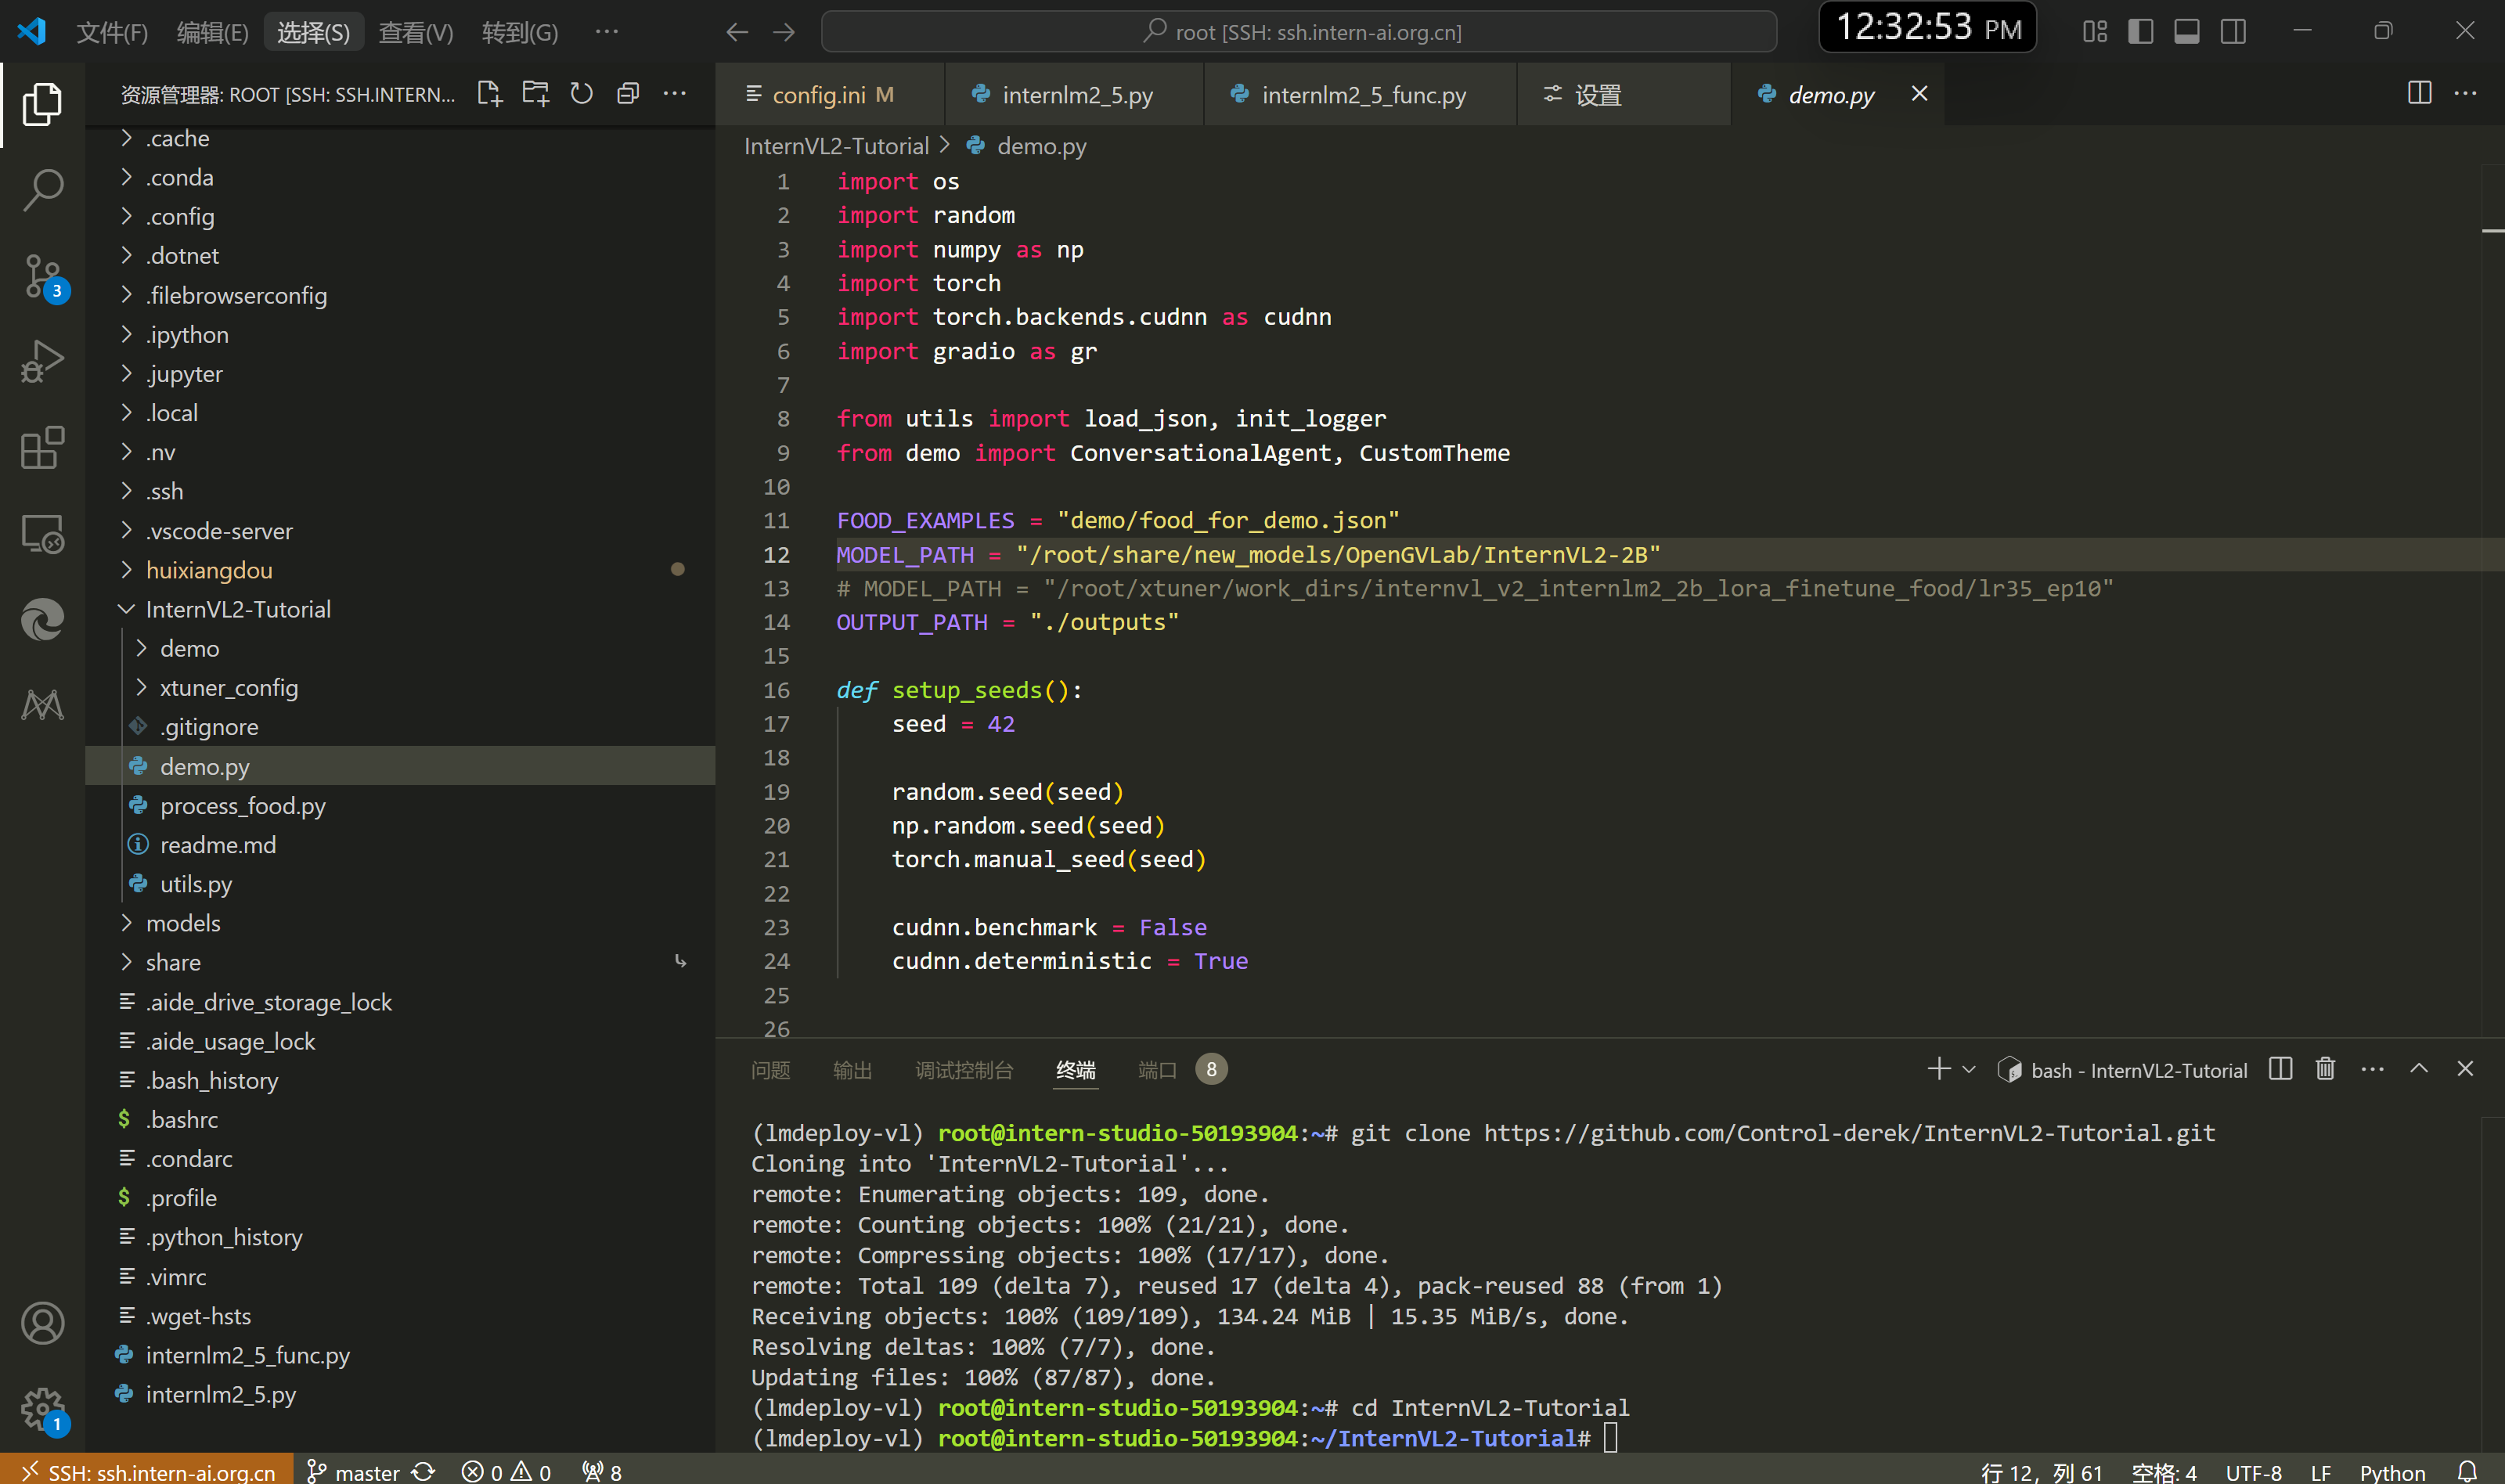 文件(F) 编辑(E) 选择(S) 查看(V) 转到(G) ···
root [SSH: ssh.intern-ai.org.cn]
12:32:53 PM
资源管理器: ROOT [SSH: SSH.INTERN...
.cache
.conda
.config
.dotnet
.filebrowserconfig
.ipython
.jupyter
.local
.nv
.ssh
.vscode-server
huixiangdou
InternVL2-Tutorial
demo
xtuner_config
.gitignore
demo.py
process_food.py
readme.md
utils.py
models
share
.aide_drive_storage_lock
.aide_usage_lock
.bash_history
.bashrc
.condarc
.profile
.python_history
.vimrc
.wget-hsts
internlm2_5_func.py
internlm2_5.py
3
1
config.ini M internlm2_5.py internlm2_5_func.py 设置 demo.py
InternVL2-Tutorial > demo.py
1 import os
2 import random
3 import numpy as np
4 import torch
5 import torch.backends.cudnn as cudnn
6 import gradio as gr
7
8 from utils import load_json, init_logger
9 from demo import ConversationalAgent, CustomTheme
10
11 FOOD_EXAMPLES = "demo/food_for_demo.json"
12 MODEL_PATH = "/root/share/new_models/OpenGVLab/InternVL2-2B"
13 # MODEL_PATH = "/root/xtuner/work_dirs/internvl_v2_internlm2_2b_lora_finetune_food/lr35_ep10"
14 OUTPUT_PATH = "./outputs"
15
16 def setup_seeds():
17 seed = 42
18
19 random.seed(seed)
20 np.random.seed(seed)
21 torch.manual_seed(seed)
22
23 cudnn.benchmark = False
24 cudnn.deterministic = True
25
26
问题 输出 调试控制台 终端 端口 8
bash - InternVL2-Tutorial
(lmdeploy-vl) root@intern-studio-50193904:~# git clone https://github.com/Control-derek/InternVL2-Tutorial.git
Cloning into 'InternVL2-Tutorial'...
remote: Enumerating objects: 109, done.
remote: Counting objects: 100% (21/21), done.
remote: Compressing objects: 100% (17/17), done.
remote: Total 109 (delta 7), reused 17 (delta 4), pack-reused 88 (from 1)
Receiving objects: 100% (109/109), 134.24 MiB | 15.35 MiB/s, done.
Resolving deltas: 100% (7/7), done.
Updating files: 100% (87/87), done.
(lmdeploy-vl) root@intern-studio-50193904:~# cd InternVL2-Tutorial
(lmdeploy-vl) root@intern-studio-50193904:~/InternVL2-Tutorial#
SSH: ssh.intern-ai.org.cn master 0 0 8 行 12，列 61 空格: 4 UTF-8 LF Python